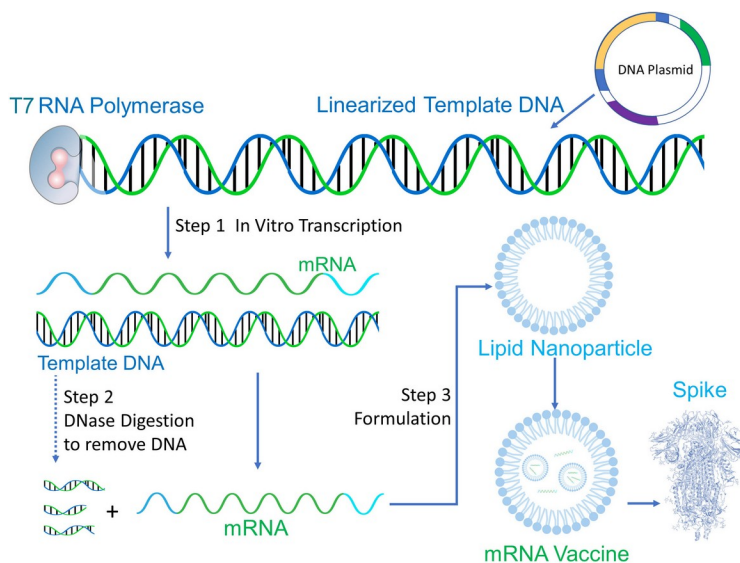 DNA Plasmid
T7 RNA Polymerase
Linearized Template DNA
Step 1 In Vitro Transcription
mRNA
Template DNA
Lipid Nanoparticle
Step 2
DNase Digestion
to remove DNA
Step 3
Formulation
Spike
+
mRNA
mRNA Vaccine